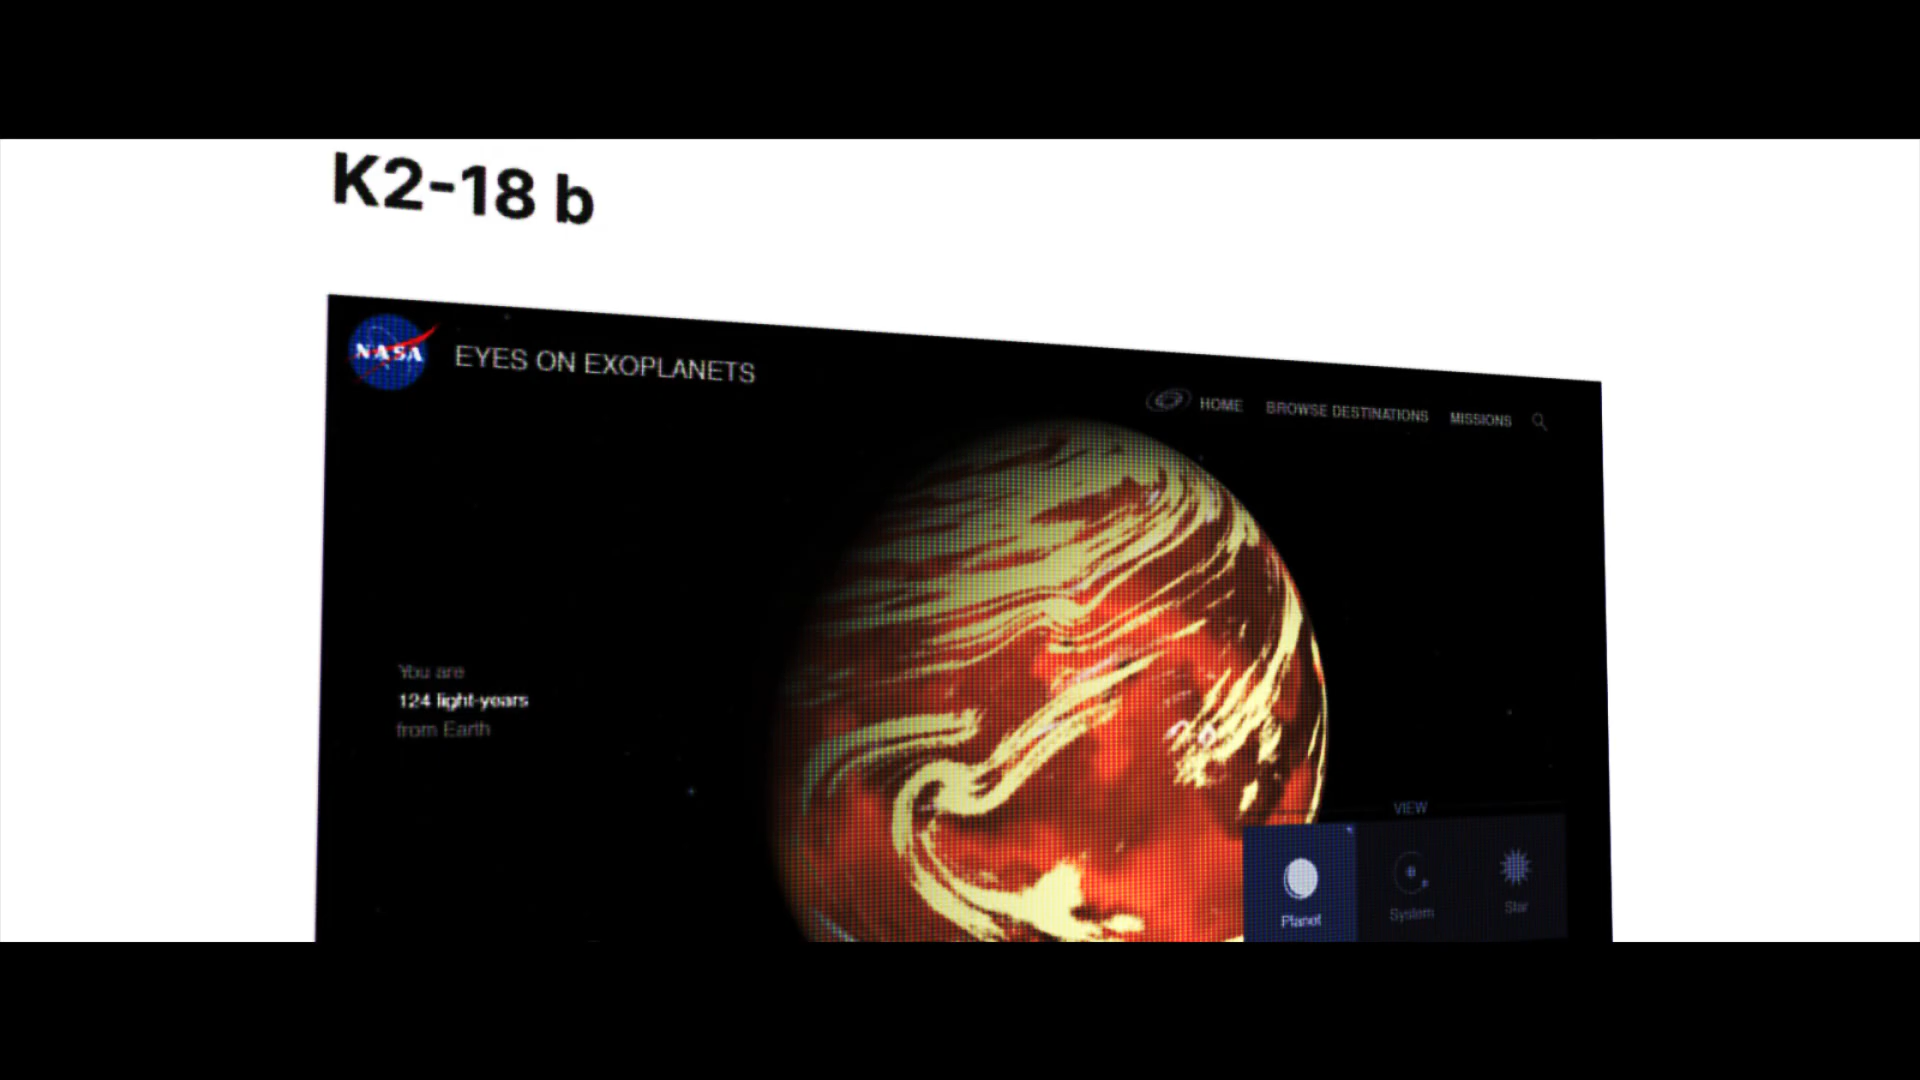 K2-18 b
NASA
EYES ON EXOPLANETS
HOME BROWSE DESTINATIONS MISSIONS
You are
124 light-years
from Earth
VIEW
Planet System Star